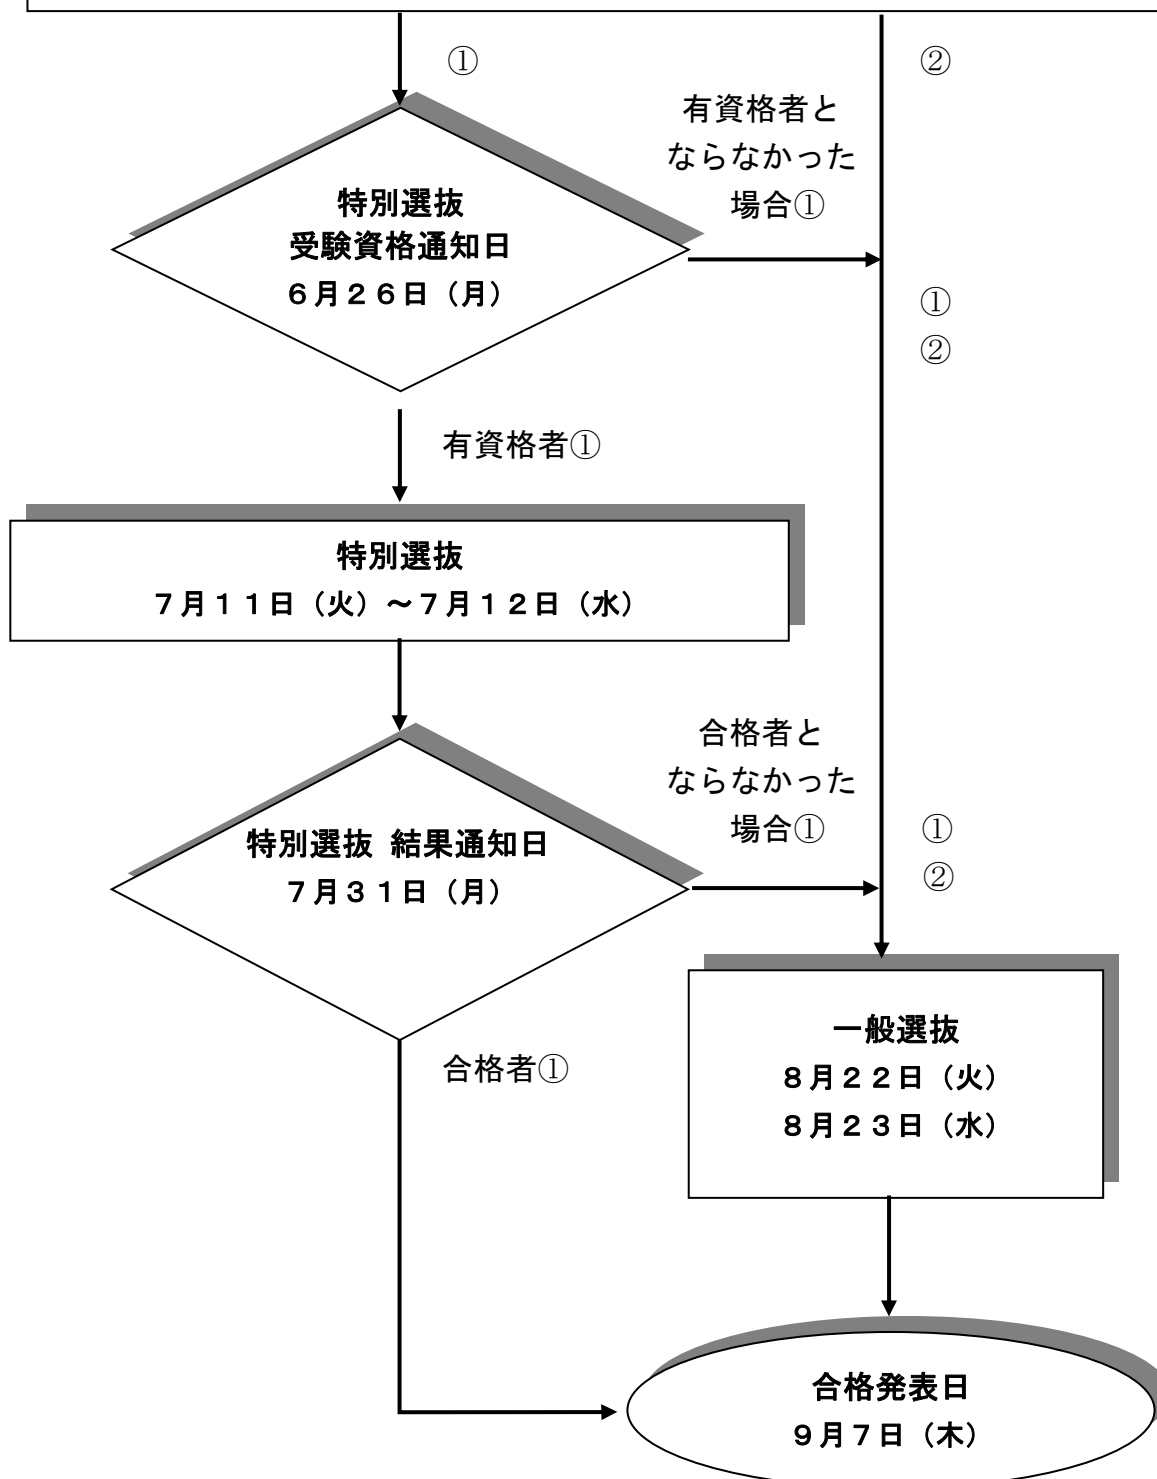 ①
②
有資格者と
ならなかった
場合①
特別選抜
受験資格通知日
６月２６日（月）
①
②
有資格者①
特別選抜
７月１１日（火）～７月１２日（水）
合格者と
ならなかった
場合①
①
②
特別選抜 結果通知日
７月３１日（月）
合格者①
一般選抜
８月２２日（火）
８月２３日（水）
合格発表日
９月７日（木）